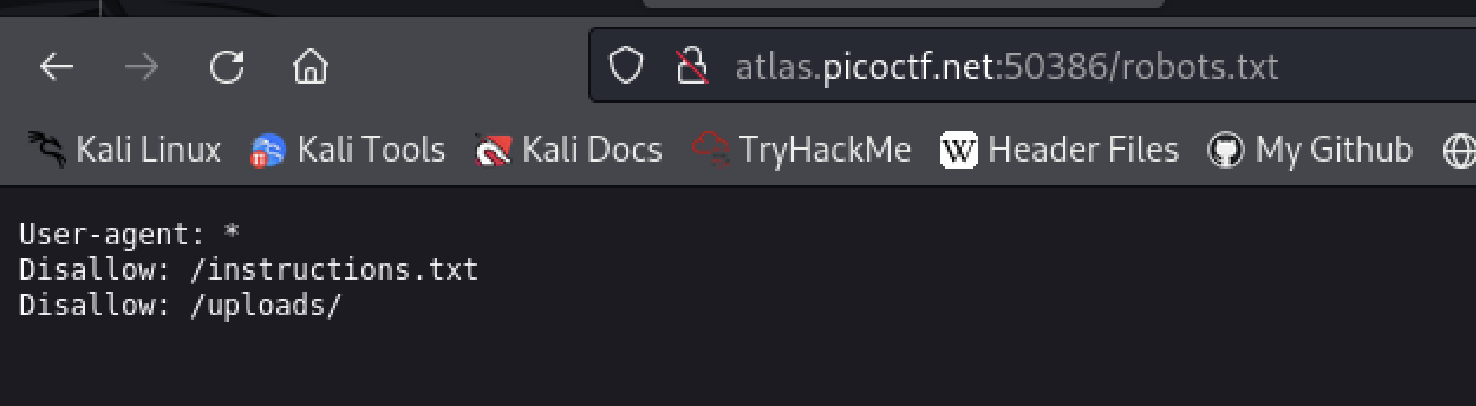 atlas.picoctf.net:50386/robots.txt
Kali Linux Kali Tools Kali Docs TryHackMe W Header Files My Github
User-agent: *
Disallow: /instructions.txt
Disallow: /uploads/